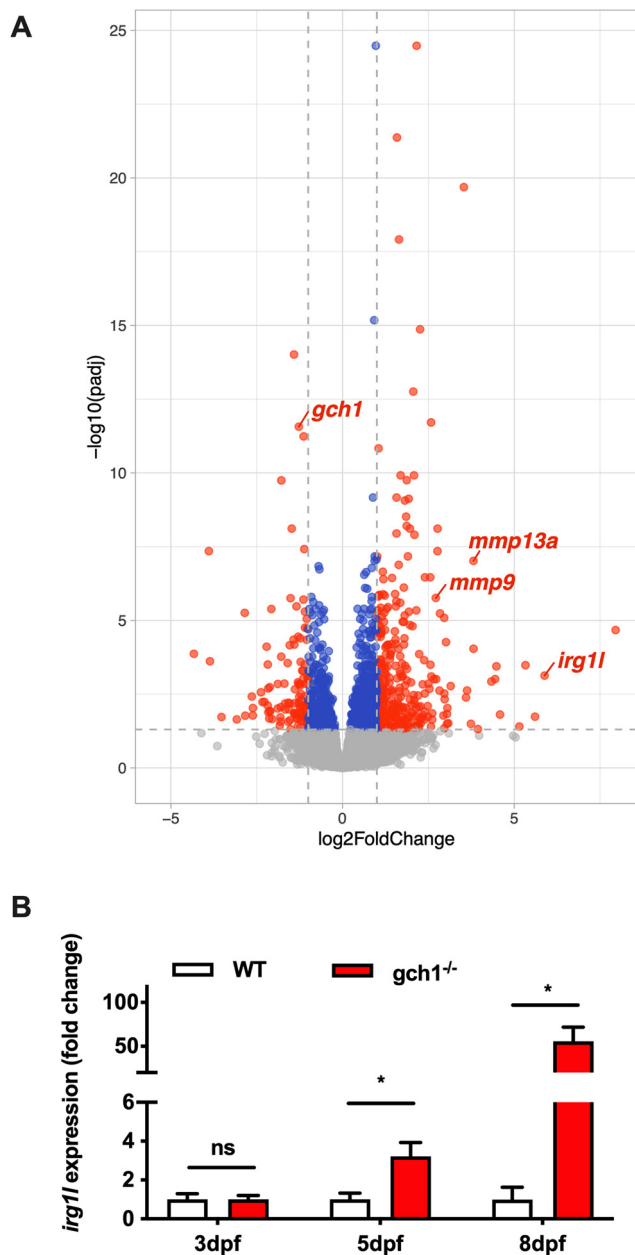 A
25
20
15
10
5
0
−log10(padj)
gch1
mmp13a
mmp9
irg1l
−5
0
5
log2FoldChange
B
WT
gch1-/-
irg1l expression (fold change)
100
50
6
4
2
0
ns
*
*
3dpf
5dpf
8dpf